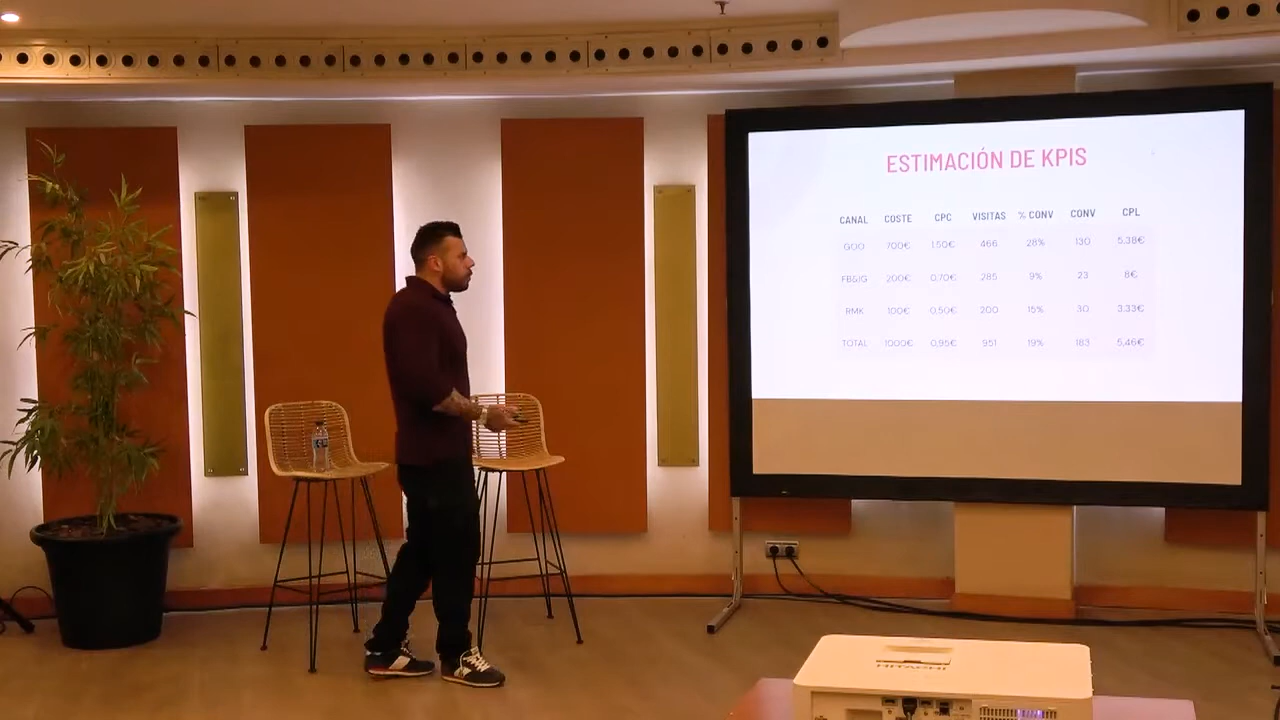 ESTIMACIÓN DE KPIS
CANAL COSTE CPC VISITAS % CONV CONV CPL
GOO 700€ 1.50€ 466 28% 130 5.38€
FB&IG 200€ 0,70€ 285 9% 23 8€
RMK 100€ 0,50€ 200 15% 30 3.33€
TOTAL 1000€ 0,95€ 951 19% 183 5,46€
HITACHI